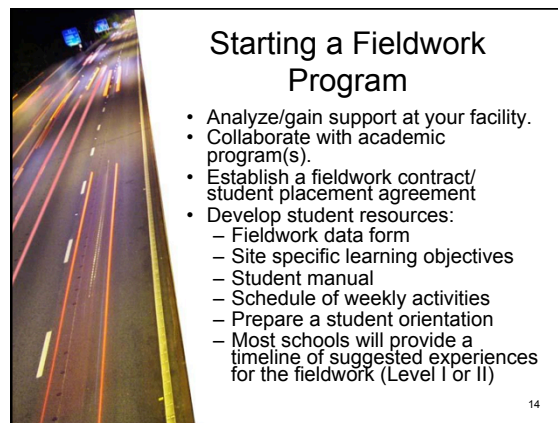 Starting a Fieldwork
Program
• Analyze/gain support at your facility.
• Collaborate with academic
program(s).
• Establish a fieldwork contract/
student placement agreement
• Develop student resources:
– Fieldwork data form
– Site specific learning objectives
– Student manual
– Schedule of weekly activities
– Prepare a student orientation
– Most schools will provide a
timeline of suggested experiences
for the fieldwork (Level I or II)
14